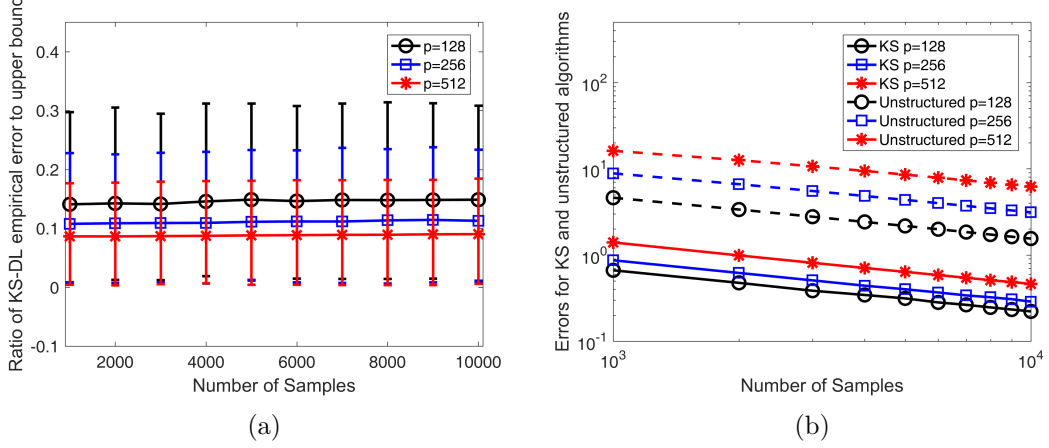 Ratio of KS-DL empirical error to upper bound
0.4
0.3
0.2
0.1
0
-0.1
p=128
p=256
p=512
2000 4000 6000 8000 10000
Number of Samples
(a)
Errors for KS and unstructured algorithms
10^2
10^1
10^0
10^-1
KS p=128
KS p=256
KS p=512
Unstructured p=128
Unstructured p=256
Unstructured p=512
10^3 10^4
Number of Samples
(b)